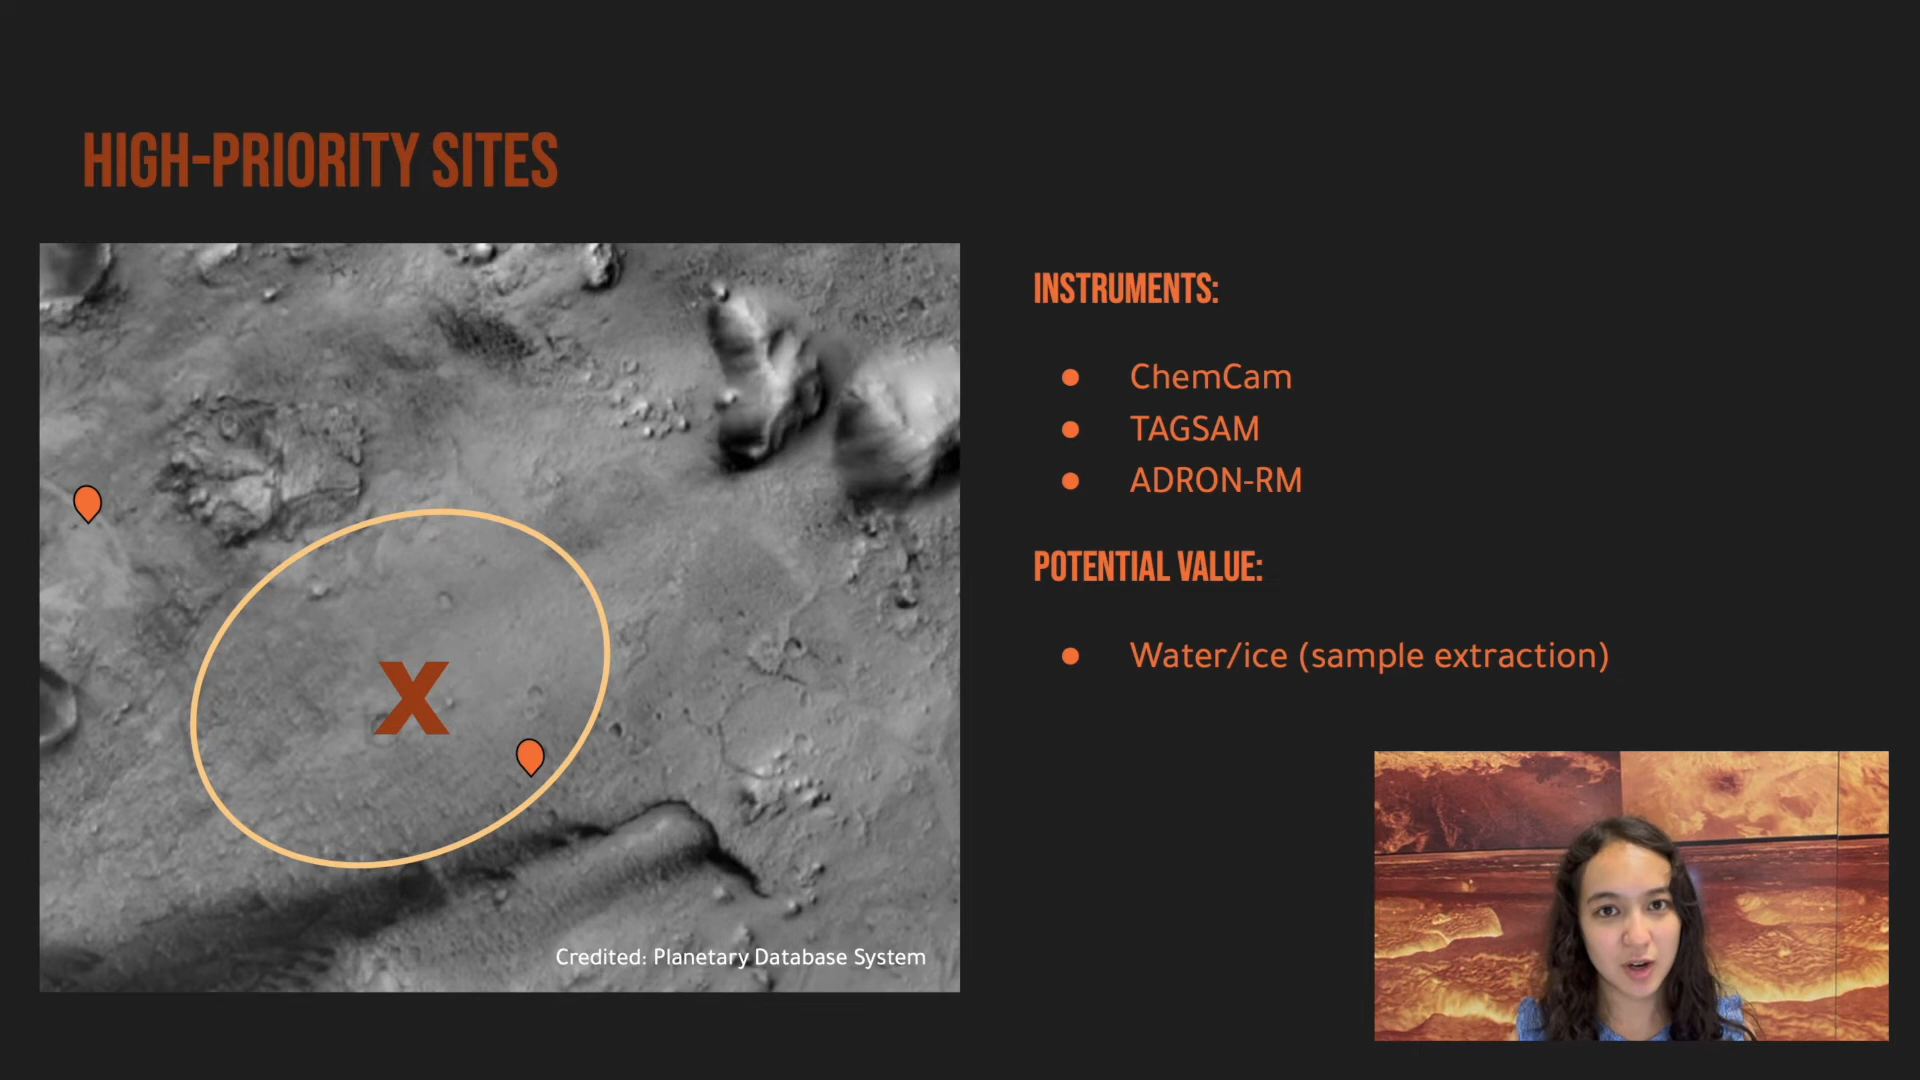 HIGH-PRIORITY SITES
X
Credited: Planetary Database System
INSTRUMENTS:
● ChemCam
● TAGSAM
● ADRON-RM
POTENTIAL VALUE:
● Water/ice (sample extraction)